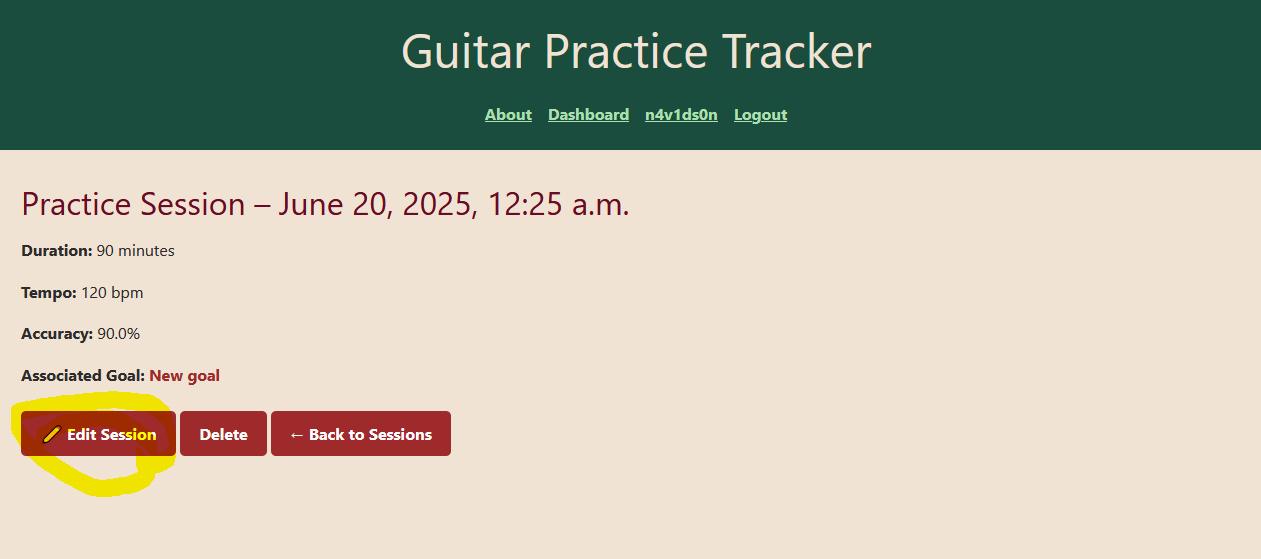 Guitar Practice Tracker
About Dashboard n4v1ds0n Logout
Practice Session – June 20, 2025, 12:25 a.m.
Duration: 90 minutes
Tempo: 120 bpm
Accuracy: 90.0%
Associated Goal: New goal
Edit Session Delete ← Back to Sessions